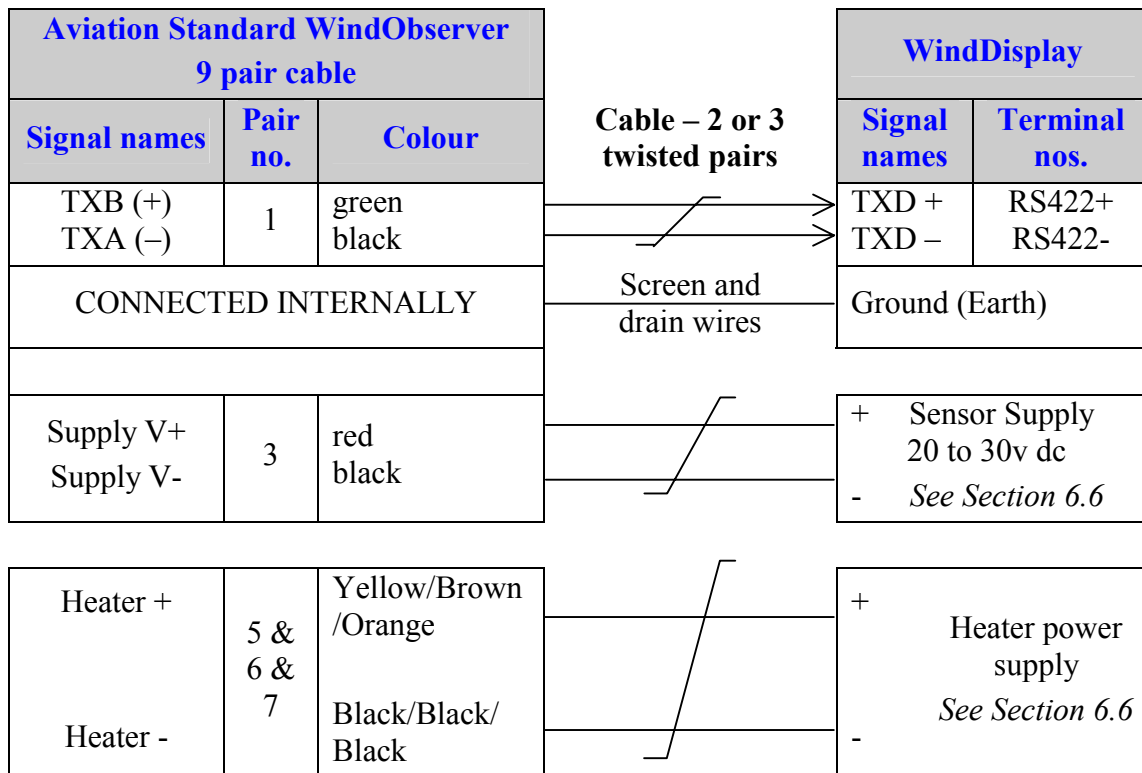 Aviation Standard WindObserver
9 pair cable
WindDisplay
Signal names
Pair
no.
Colour
Cable – 2 or 3
twisted pairs
Signal
names
Terminal
nos.
TXB (+)
TXA (–)
1
green
black
TXD +
TXD –
RS422+
RS422-
CONNECTED INTERNALLY
Screen and
drain wires
Ground (Earth)
Supply V+
Supply V-
3
red
black
+ Sensor Supply
20 to 30v dc
- See Section 6.6
Heater +
Heater -
5 &
6 &
7
Yellow/Brown
/Orange
Black/Black/
Black
+
Heater power
supply
See Section 6.6
-